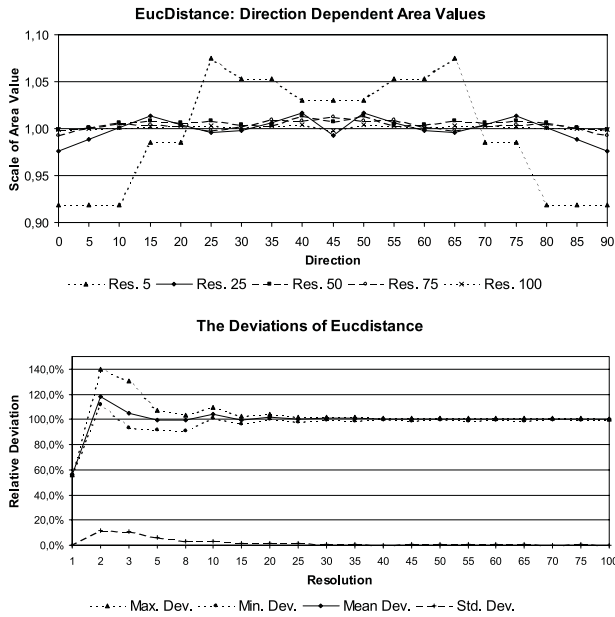 EucDistance: Direction Dependent Area Values
1,10
1,05
1,00
0,95
0,90
Scale of Area Value
0 5 10 15 20 25 30 35 40 45 50 55 60 65 70 75 80 85 90
Direction
Res. 5 Res. 25 Res. 50 Res. 75 Res. 100
The Deviations of Eucdistance
140,0%
120,0%
100,0%
80,0%
60,0%
40,0%
20,0%
0,0%
Relative Deviation
1 2 3 5 8 10 15 20 25 30 35 40 45 50 55 60 65 70 75 100
Resolution
Max. Dev. Min. Dev. Mean Dev. Std. Dev.